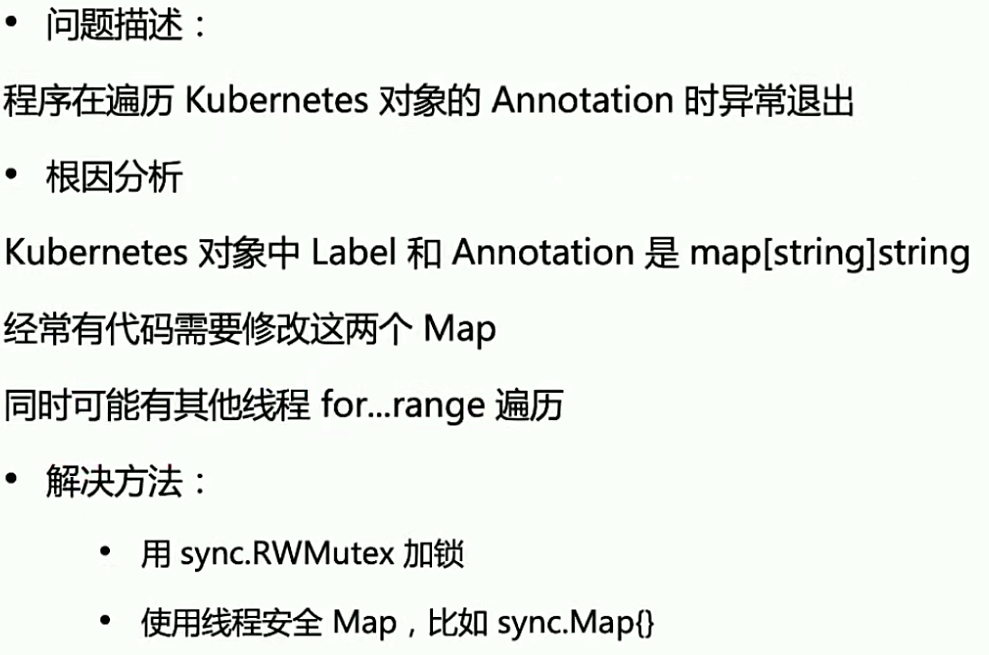 • 问题描述：
程序在遍历 Kubernetes 对象的 Annotation 时异常退出
• 根因分析
Kubernetes 对象中 Label 和 Annotation 是 map[string]string
经常有代码需要修改这两个 Map
同时可能有其他线程 for...range 遍历
• 解决方法：
• 用 sync.RWMutex 加锁
• 使用线程安全 Map，比如 sync.Map{}